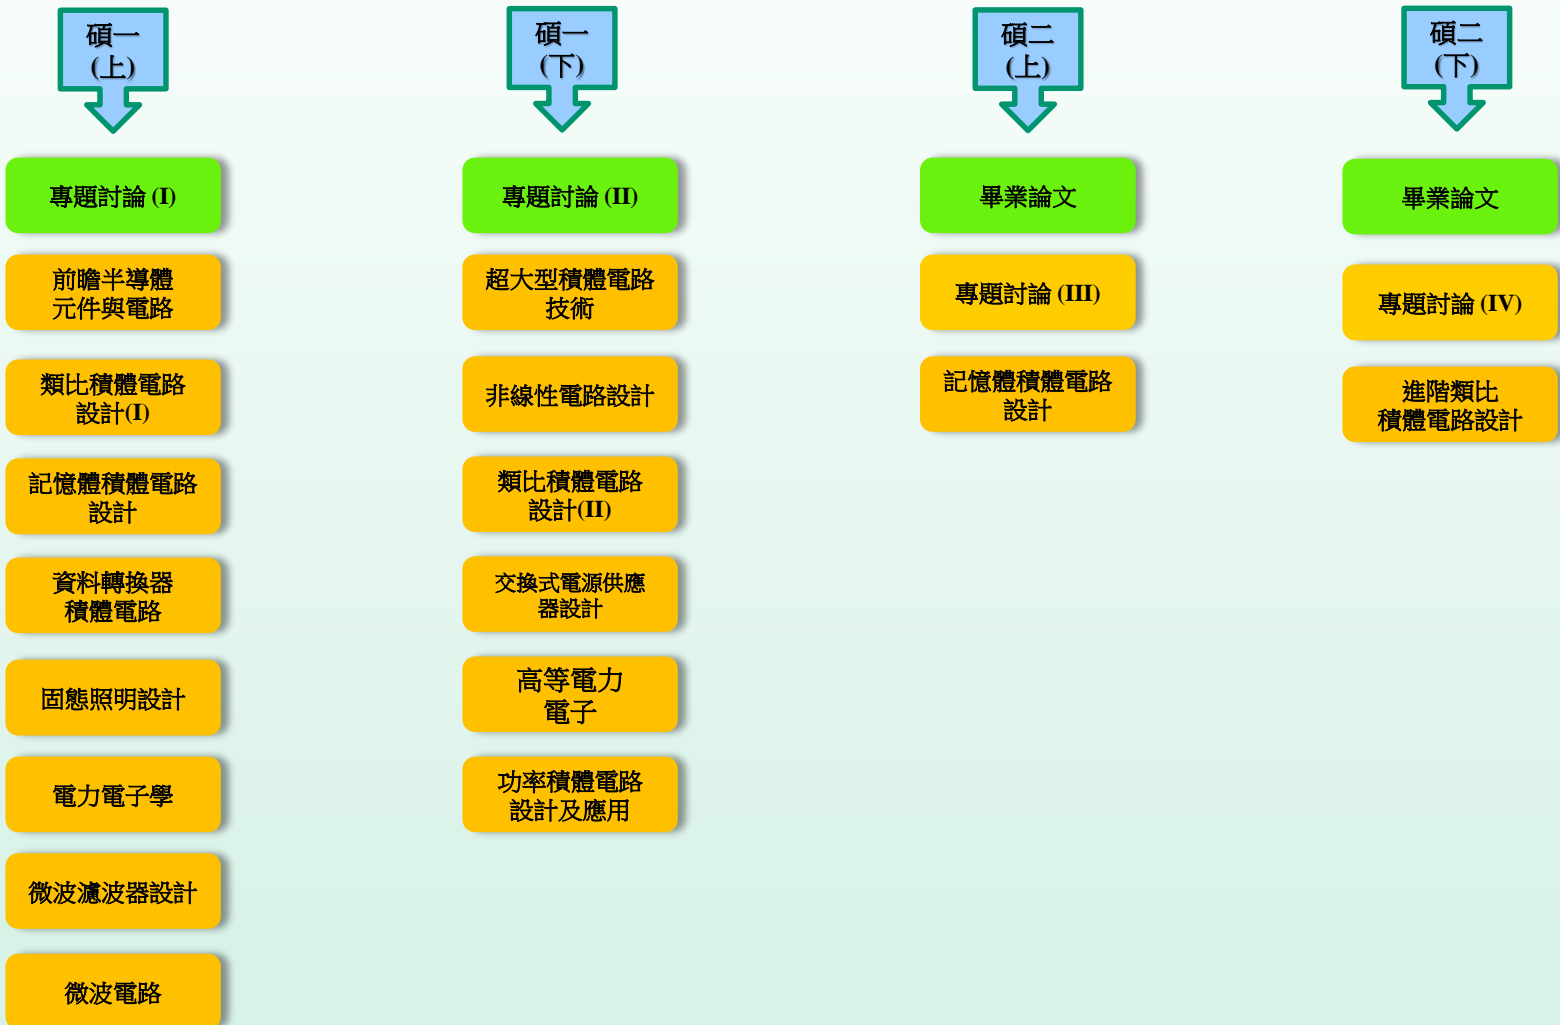 碩一
(上)
專題討論 (I)
前瞻半導體
元件與電路
類比積體電路
設計(I)
記憶體積體電路
設計
資料轉換器
積體電路
固態照明設計
電力電子學
微波濾波器設計
微波電路
碩一
(下)
專題討論 (II)
超大型積體電路
技術
非線性電路設計
類比積體電路
設計(II)
交換式電源供應
器設計
高等電力
電子
功率積體電路
設計及應用
碩二
(上)
畢業論文
專題討論 (III)
記憶體積體電路
設計
碩二
(下)
畢業論文
專題討論 (IV)
進階類比
積體電路設計